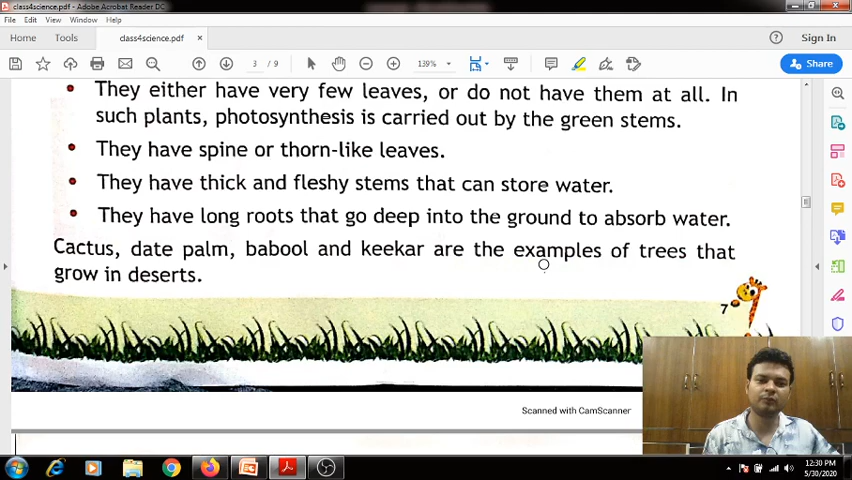 class4science.pdf - Adobe Acrobat Reader DC
File Edit View Window Help
Home Tools class4science.pdf × Sign In
3 / 9 139% Share
They either have very few leaves, or do not have them at all. In
such plants, photosynthesis is carried out by the green stems.
They have spine or thorn-like leaves.
They have thick and fleshy stems that can store water.
They have long roots that go deep into the ground to absorb water.
Cactus, date palm, babool and keekar are the examples of trees that
grow in deserts.
7
Scanned with CamScanner
12:30 PM
5/30/2020